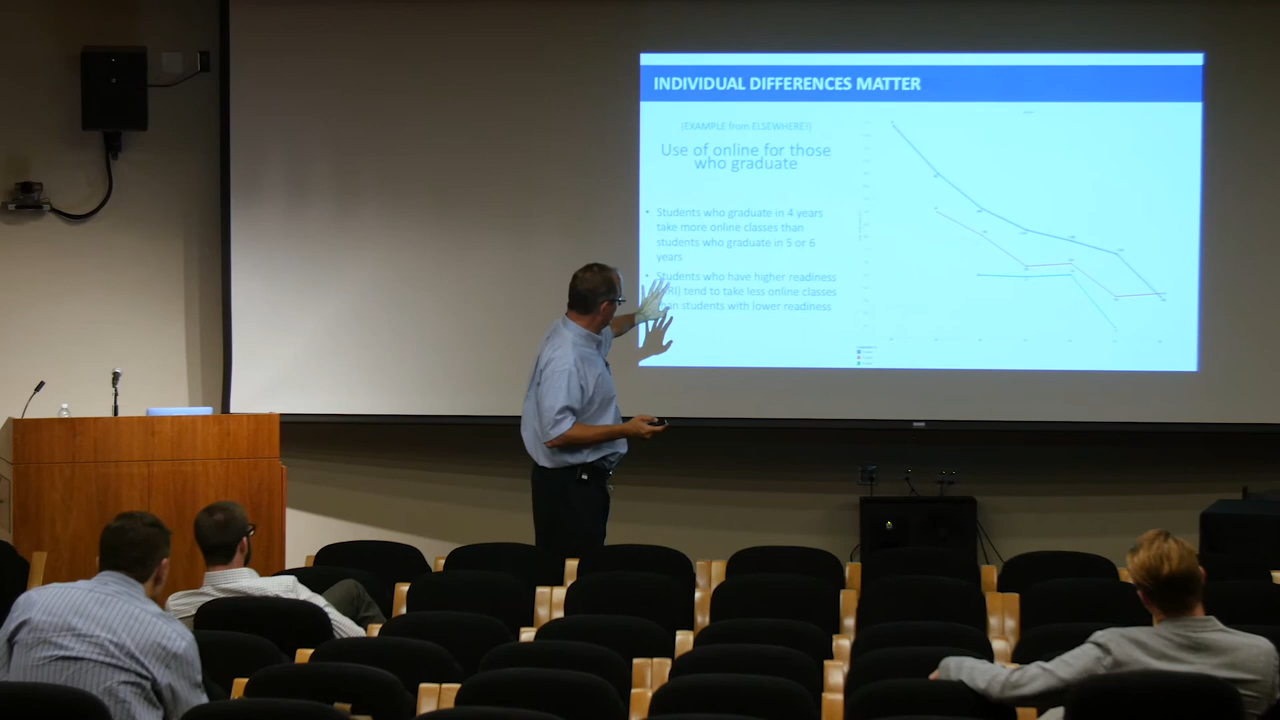 INDIVIDUAL DIFFERENCES MATTER
(EXAMPLE from ELSEWHERE!)
Use of online for those
who graduate
• Students who graduate in 4 years
take more online classes than
students who graduate in 5 or 6
years
• Students who have higher readiness
tend to take less online classes
students with lower readiness